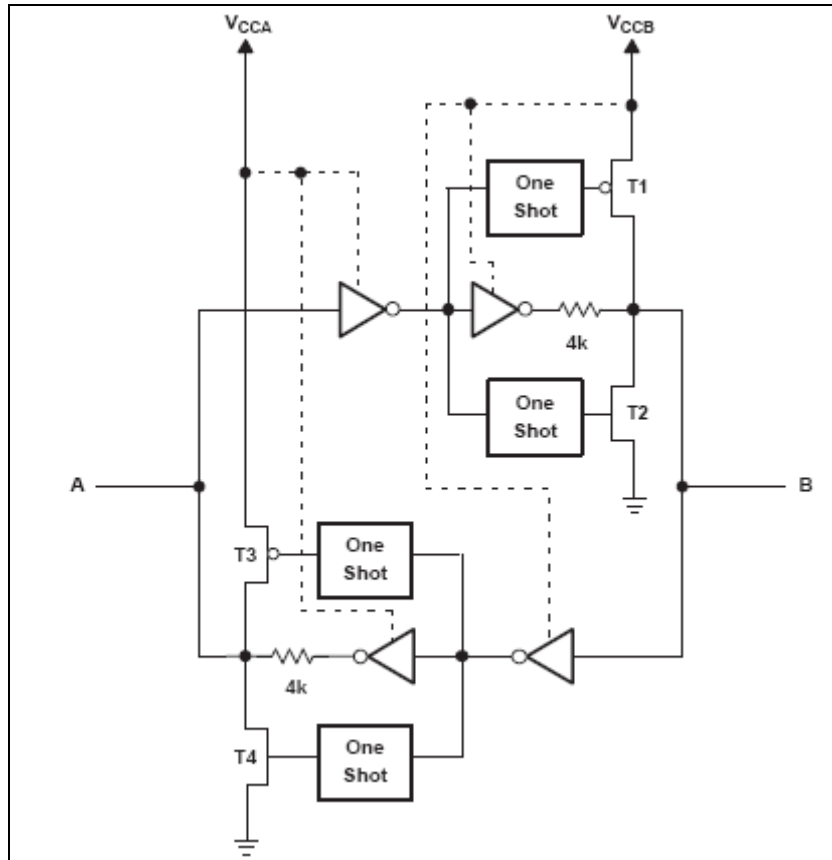 VCCA
VCCB
One
Shot
T1
4k
One
Shot
T2
A
B
T3
One
Shot
4k
T4
One
Shot